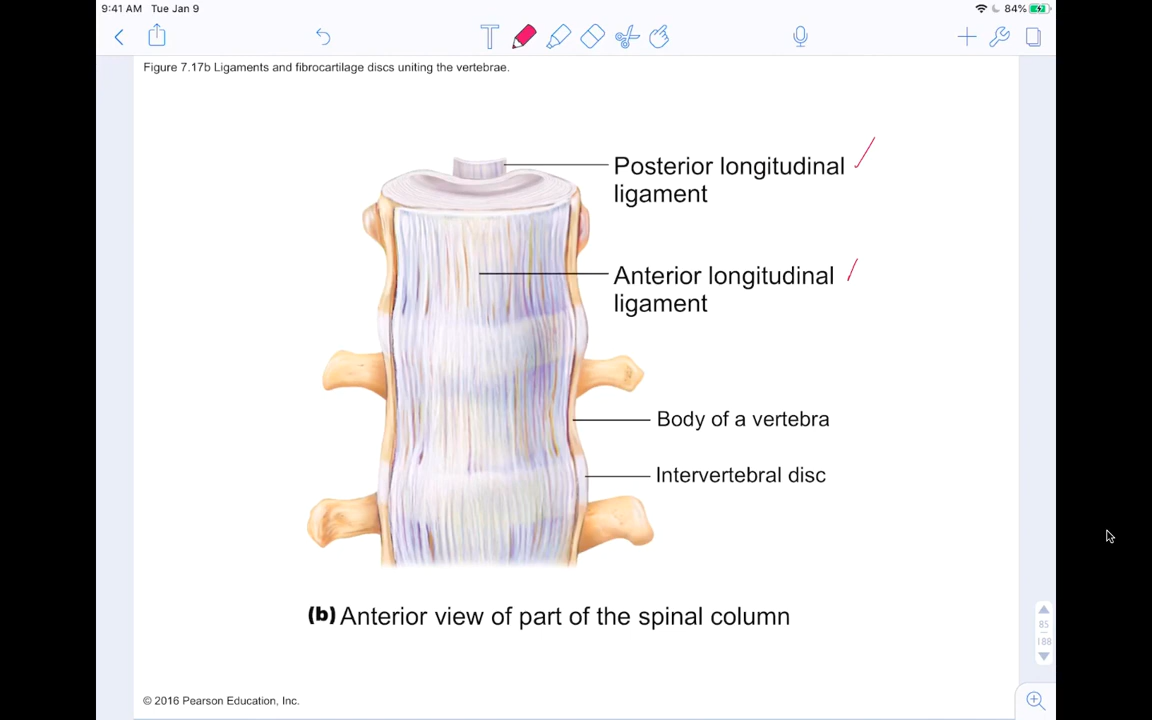 9:41 AM Tue Jan 9
84%
T
Figure 7.17b Ligaments and fibrocartilage discs uniting the vertebrae.
Posterior longitudinal
ligament
Anterior longitudinal
ligament
Body of a vertebra
Intervertebral disc
(b) Anterior view of part of the spinal column
85
188
© 2016 Pearson Education, Inc.